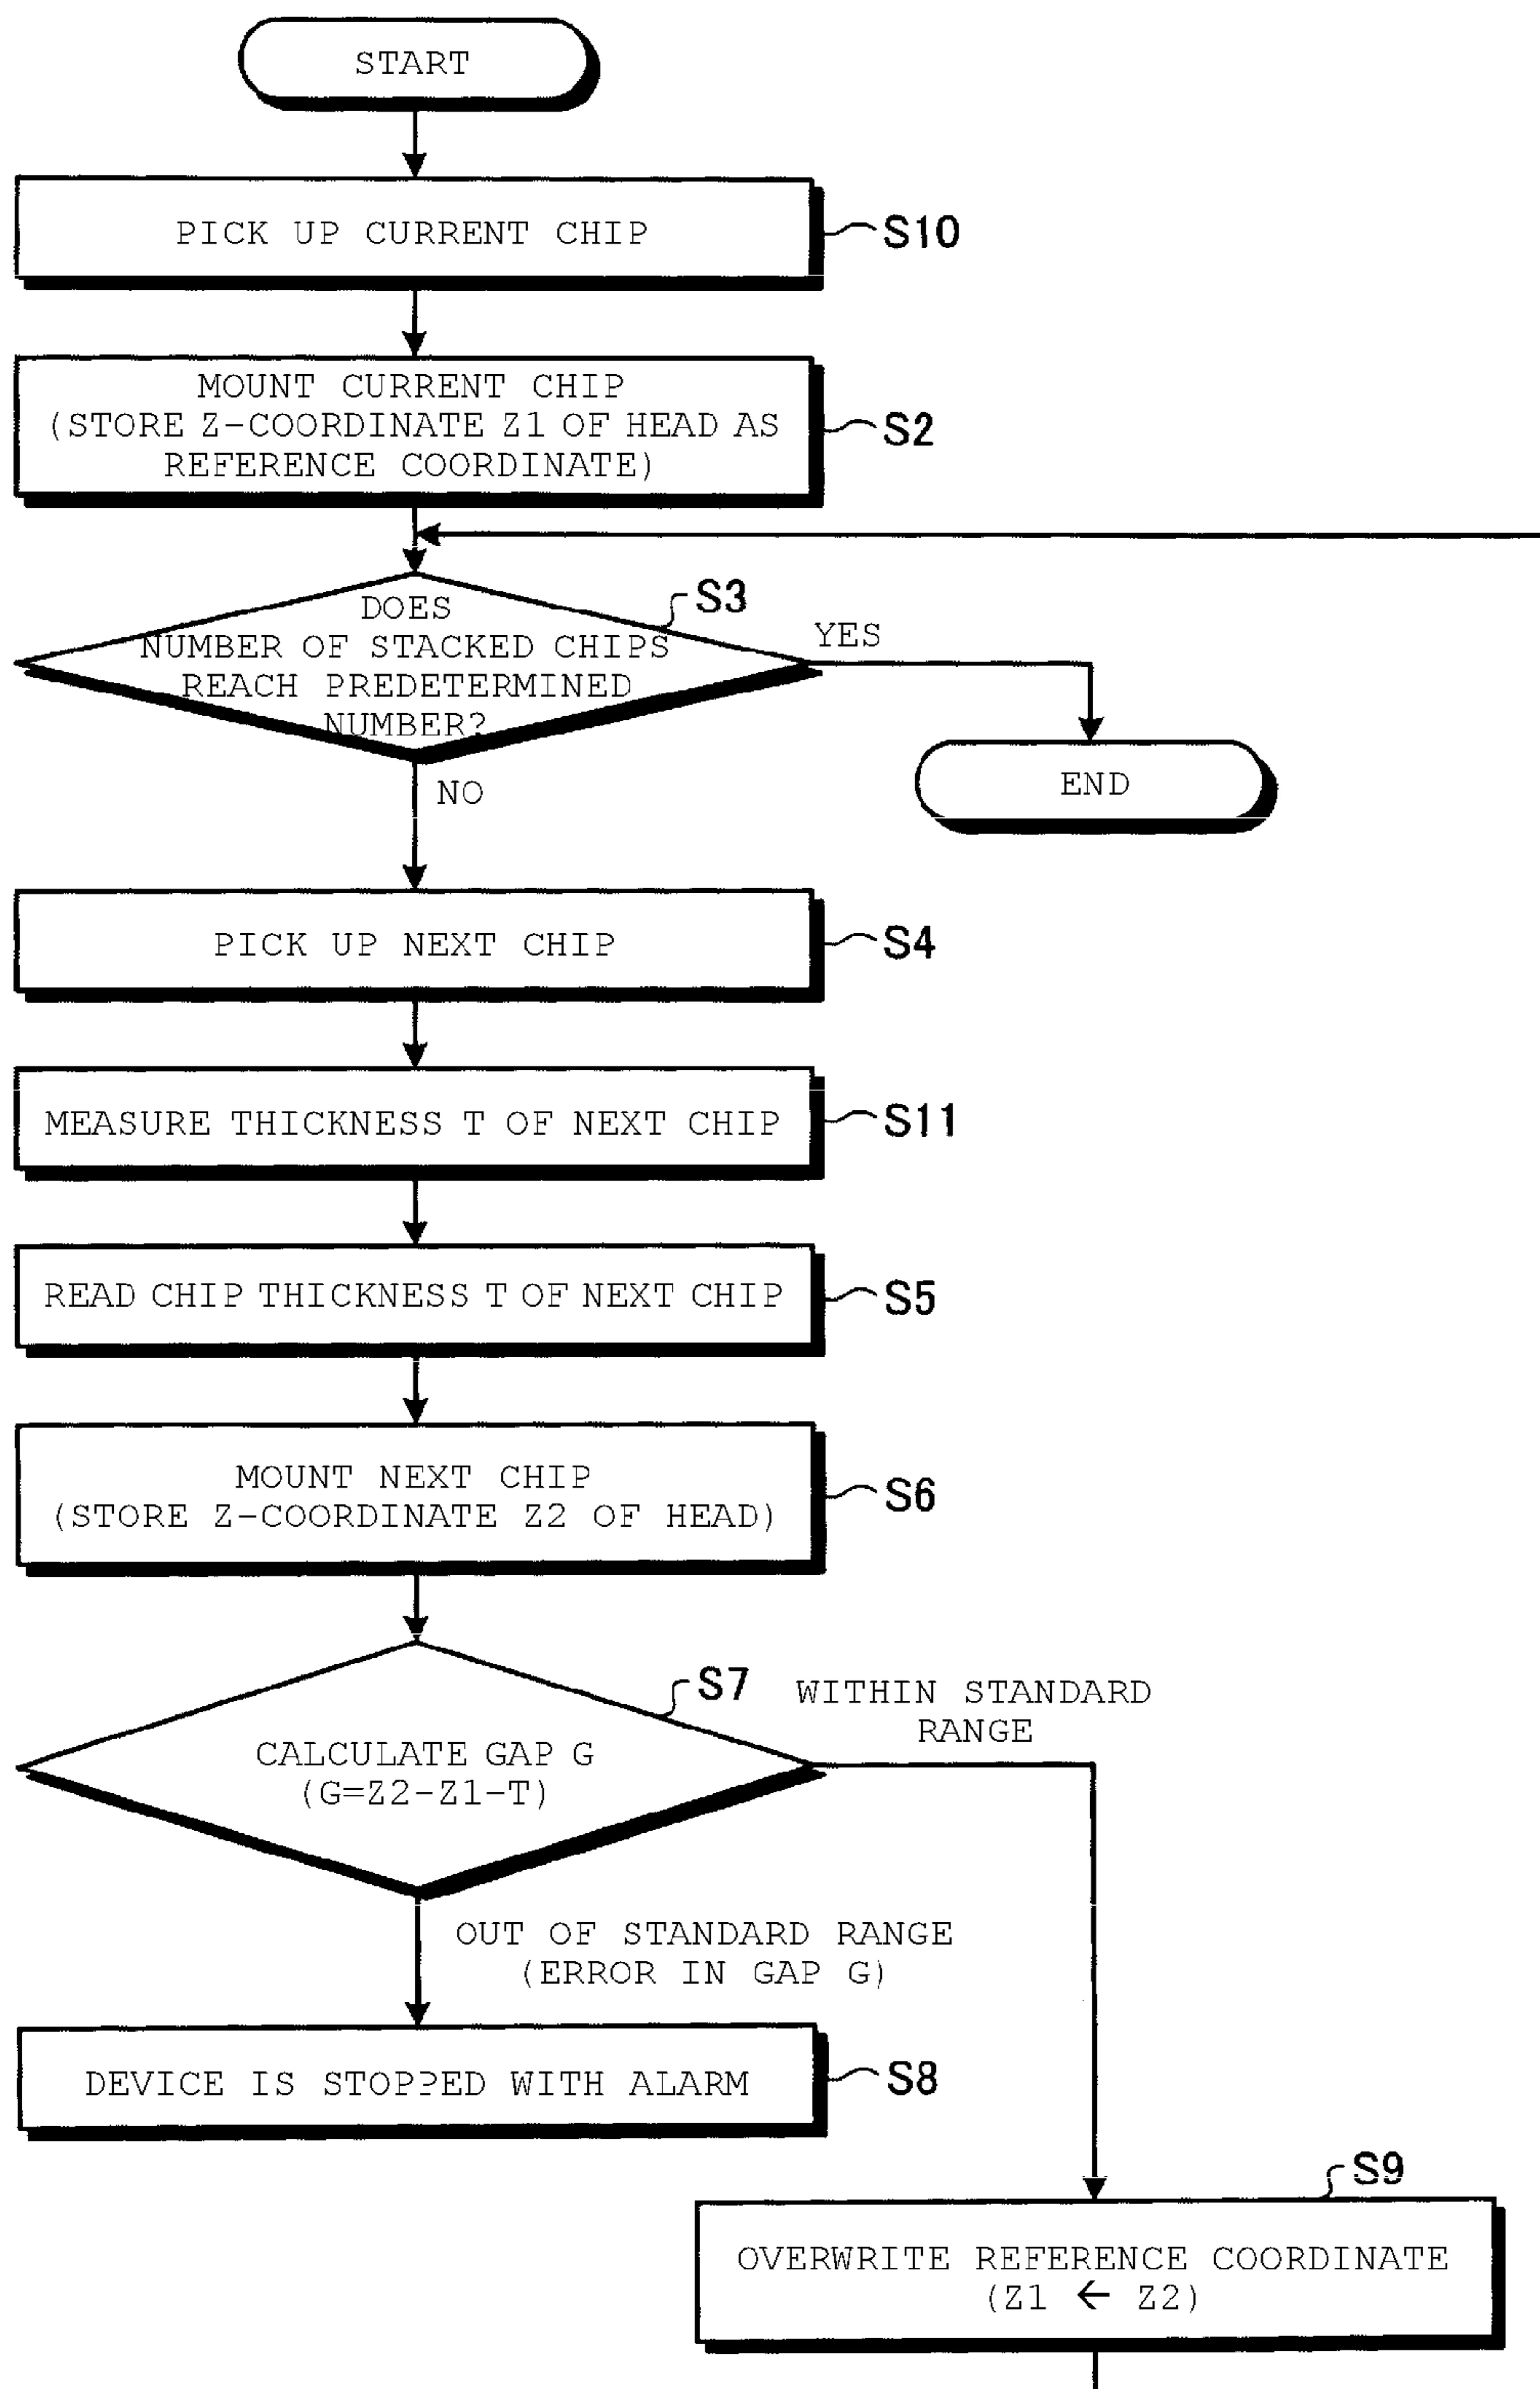 START
PICK UP CURRENT CHIP
S10
MOUNT CURRENT CHIP
(STORE Z-COORDINATE Z1 OF HEAD AS
REFERENCE COORDINATE)
S2
S3
DOES
NUMBER OF STACKED CHIPS
REACH PREDETERMINED
NUMBER?
YES
END
NO
PICK UP NEXT CHIP
S4
MEASURE THICKNESS T OF NEXT CHIP
S11
READ CHIP THICKNESS T OF NEXT CHIP
S5
MOUNT NEXT CHIP
(STORE Z-COORDINATE Z2 OF HEAD)
S6
S7
WITHIN STANDARD
RANGE
CALCULATE GAP G
(G=Z2-Z1-T)
OUT OF STANDARD RANGE
(ERROR IN GAP G)
DEVICE IS STOPPED WITH ALARM
S8
S9
OVERWRITE REFERENCE COORDINATE
(Z1 ← Z2)